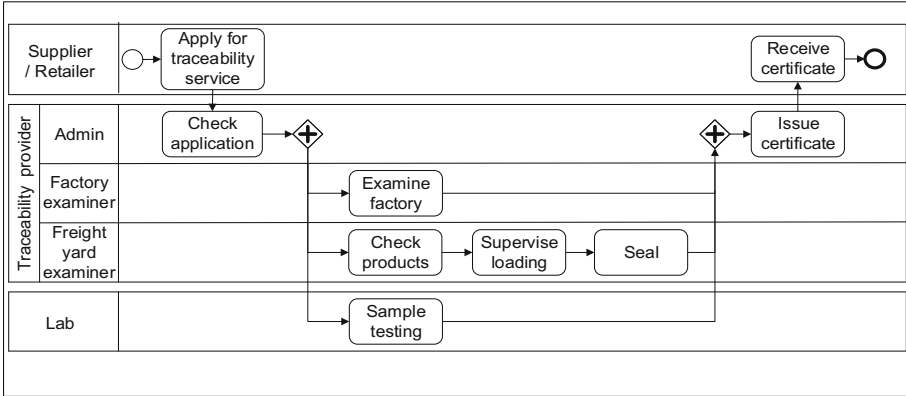 Supplier
/ Retailer
Apply for
traceability
service
Receive
certificate
Traceability provider
Admin
Check
application
Issue
certificate
Factory
examiner
Examine
factory
Freight
yard
examiner
Check
products
Supervise
loading
Seal
Lab
Sample
testing